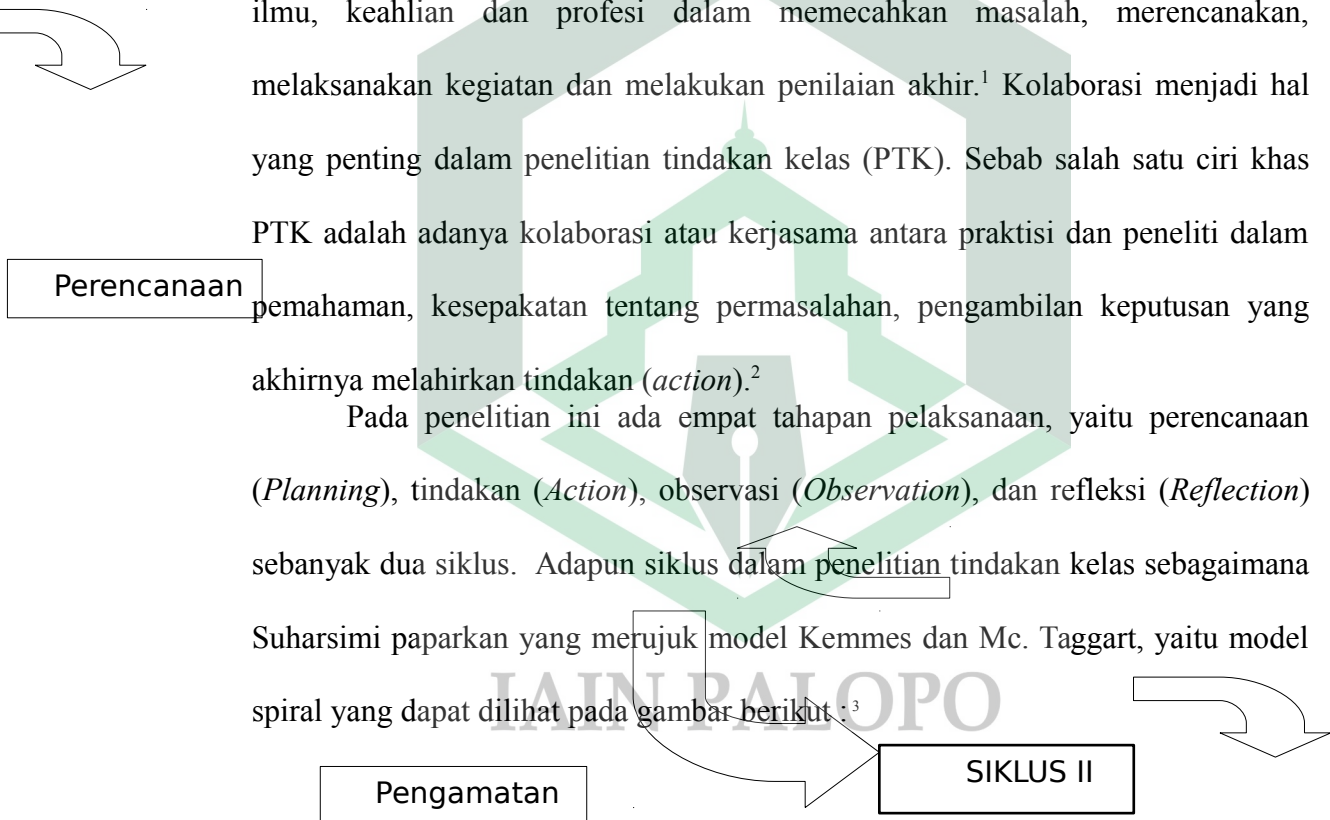 ilmu, keahlian dan profesi dalam memecahkan masalah, merencanakan,
melaksanakan kegiatan dan melakukan penilaian akhir.¹ Kolaborasi menjadi hal
yang penting dalam penelitian tindakan kelas (PTK). Sebab salah satu ciri khas
PTK adalah adanya kolaborasi atau kerjasama antara praktisi dan peneliti dalam
Perencanaan
pemahaman, kesepakatan tentang permasalahan, pengambilan keputusan yang
akhirnya melahirkan tindakan (action).²
Pada penelitian ini ada empat tahapan pelaksanaan, yaitu perencanaan
(Planning), tindakan (Action), observasi (Observation), dan refleksi (Reflection)
sebanyak dua siklus. Adapun siklus dalam penelitian tindakan kelas sebagaimana
Suharsimi paparkan yang merujuk model Kemmes dan Mc. Taggart, yaitu model
spiral yang dapat dilihat pada gambar berikut :³
IAIN PALOPO
SIKLUS II
Pengamatan